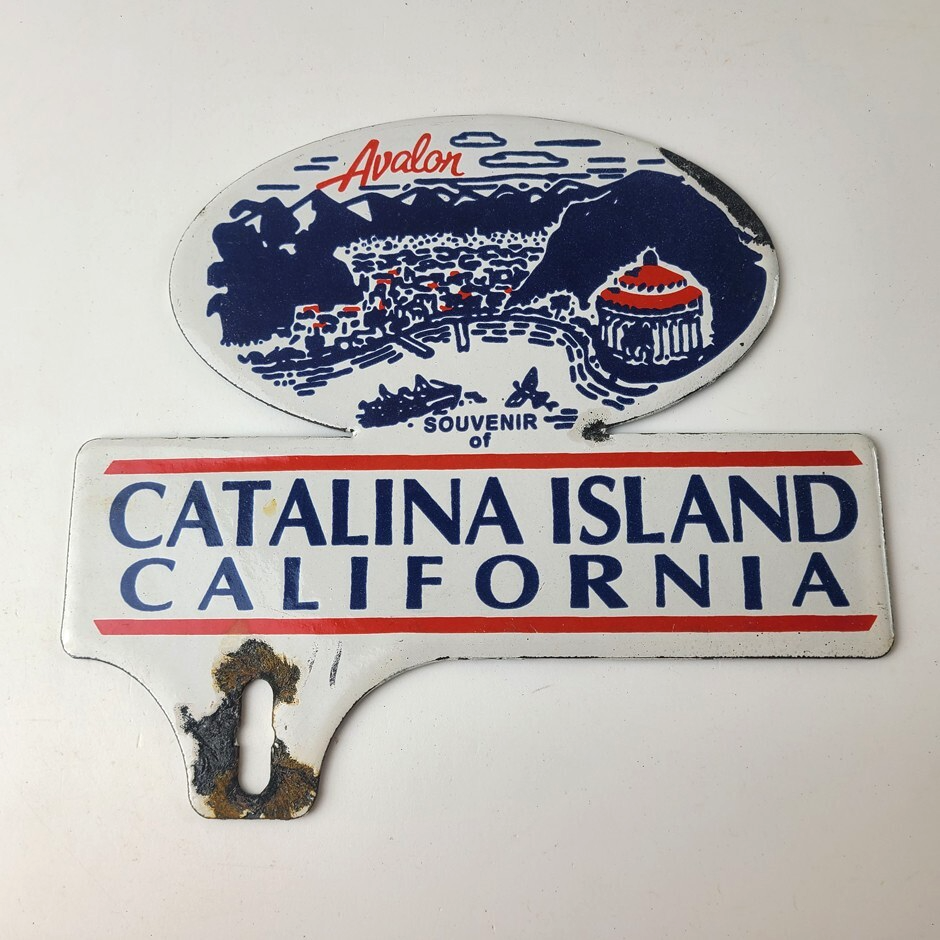 Avalon
SOUVENIR
of
CATALINA ISLAND
CALIFORNIA